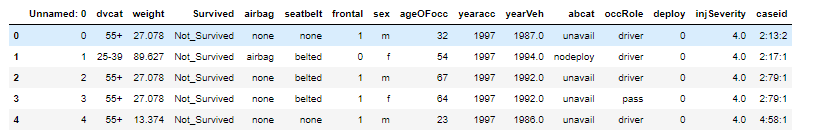 Unnamed: 0 dvcat weight Survived airbag seatbelt frontal sex ageOFocc yearacc yearVeh abcat occRole deploy injSeverity caseid
0 0 55+ 27.078 Not_Survived none none 1 m 32 1997 1987.0 unavail driver 0 4.0 2:13:2
1 1 25-39 89.627 Not_Survived airbag belted 0 f 54 1997 1994.0 nodeploy driver 0 4.0 2:17:1
2 2 55+ 27.078 Not_Survived none belted 1 m 67 1997 1992.0 unavail driver 0 4.0 2:79:1
3 3 55+ 27.078 Not_Survived none belted 1 f 64 1997 1992.0 unavail pass 0 4.0 2:79:1
4 4 55+ 13.374 Not_Survived none none 1 m 23 1997 1986.0 unavail driver 0 4.0 4:58:1